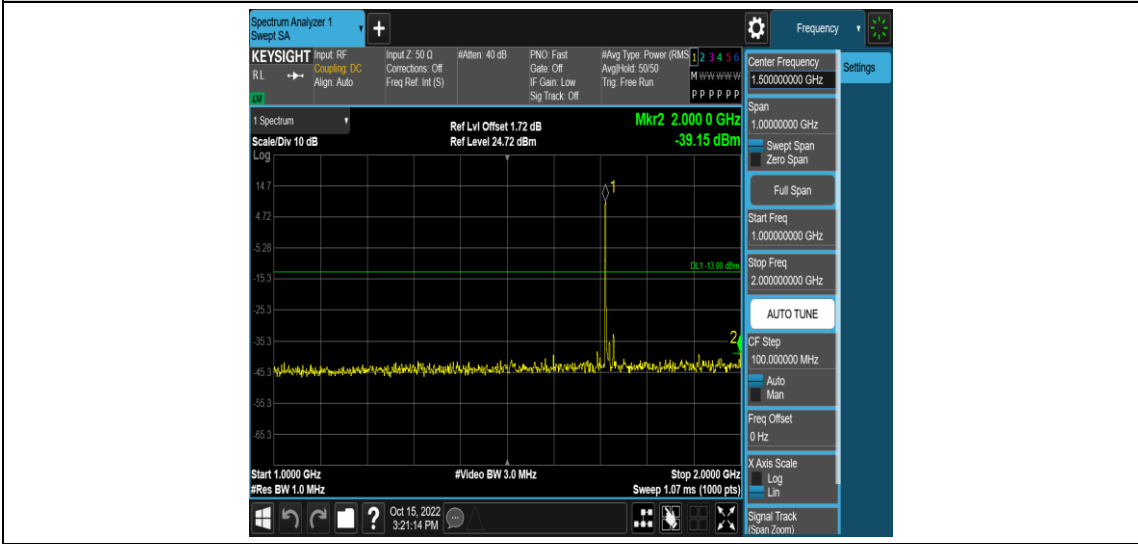 Spectrum Analyzer 1
Swept SA
Frequency
KEYSIGHT
RL
Input: RF
Coupling: DC
Align: Auto
Input Z: 50 Ω
Corrections: Off
Freq Ref: Int (S)
#Atten: 40 dB
PNO: Fast
Gate: Off
IF Gain: Low
Sig Track: Off
#Avg Type: Power (RMS
Avg|Hold: 50/50
Trig: Free Run
1 2 3 4 5 6
M W W W W W
P P P P P P
1 Spectrum
Scale/Div 10 dB
Log
Ref Lvl Offset 1.72 dB
Ref Level 24.72 dBm
Mkr2 2.000 0 GHz
-39.15 dBm
14.7
4.72
-5.28
-15.3
-25.3
-35.3
-45.3
-55.3
-65.3
1
DL1 -13.00 dBm
2
Start 1.0000 GHz
#Res BW 1.0 MHz
#Video BW 3.0 MHz
Stop 2.0000 GHz
Sweep 1.07 ms (1000 pts)
Oct 15, 2022
3:21:14 PM
Center Frequency
1.500000000 GHz
Settings
Span
1.00000000 GHz
Swept Span
Zero Span
Full Span
Start Freq
1.000000000 GHz
Stop Freq
2.000000000 GHz
AUTO TUNE
CF Step
100.000000 MHz
Auto
Man
Freq Offset
0 Hz
X Axis Scale
Log
Lin
Signal Track
(Span Zoom)